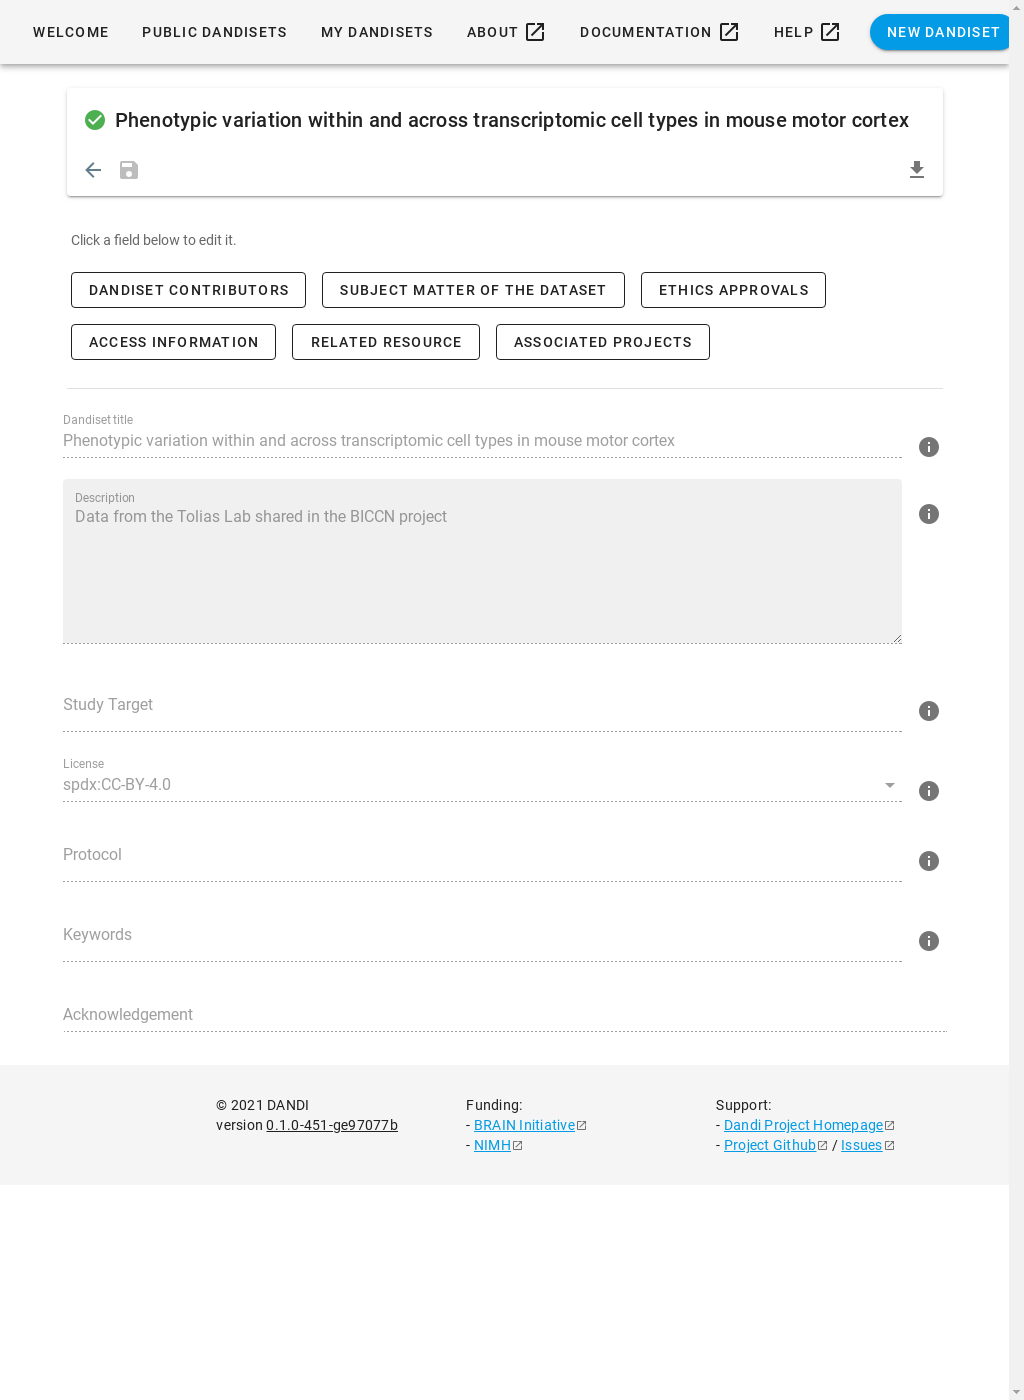 WELCOME PUBLIC DANDISETS MY DANDISETS ABOUT DOCUMENTATION HELP NEW DANDISET
Phenotypic variation within and across transcriptomic cell types in mouse motor cortex
Click a field below to edit it.
DANDISET CONTRIBUTORS SUBJECT MATTER OF THE DATASET ETHICS APPROVALS
ACCESS INFORMATION RELATED RESOURCE ASSOCIATED PROJECTS
Dandiset title
Phenotypic variation within and across transcriptomic cell types in mouse motor cortex
Description
Data from the Tolias Lab shared in the BICCN project
Study Target
License
spdx:CC-BY-4.0
Protocol
Keywords
Acknowledgement
© 2021 DANDI
version 0.1.0-451-ge97077b
Funding:
- BRAIN Initiative
- NIMH
Support:
- Dandi Project Homepage
- Project Github / Issues